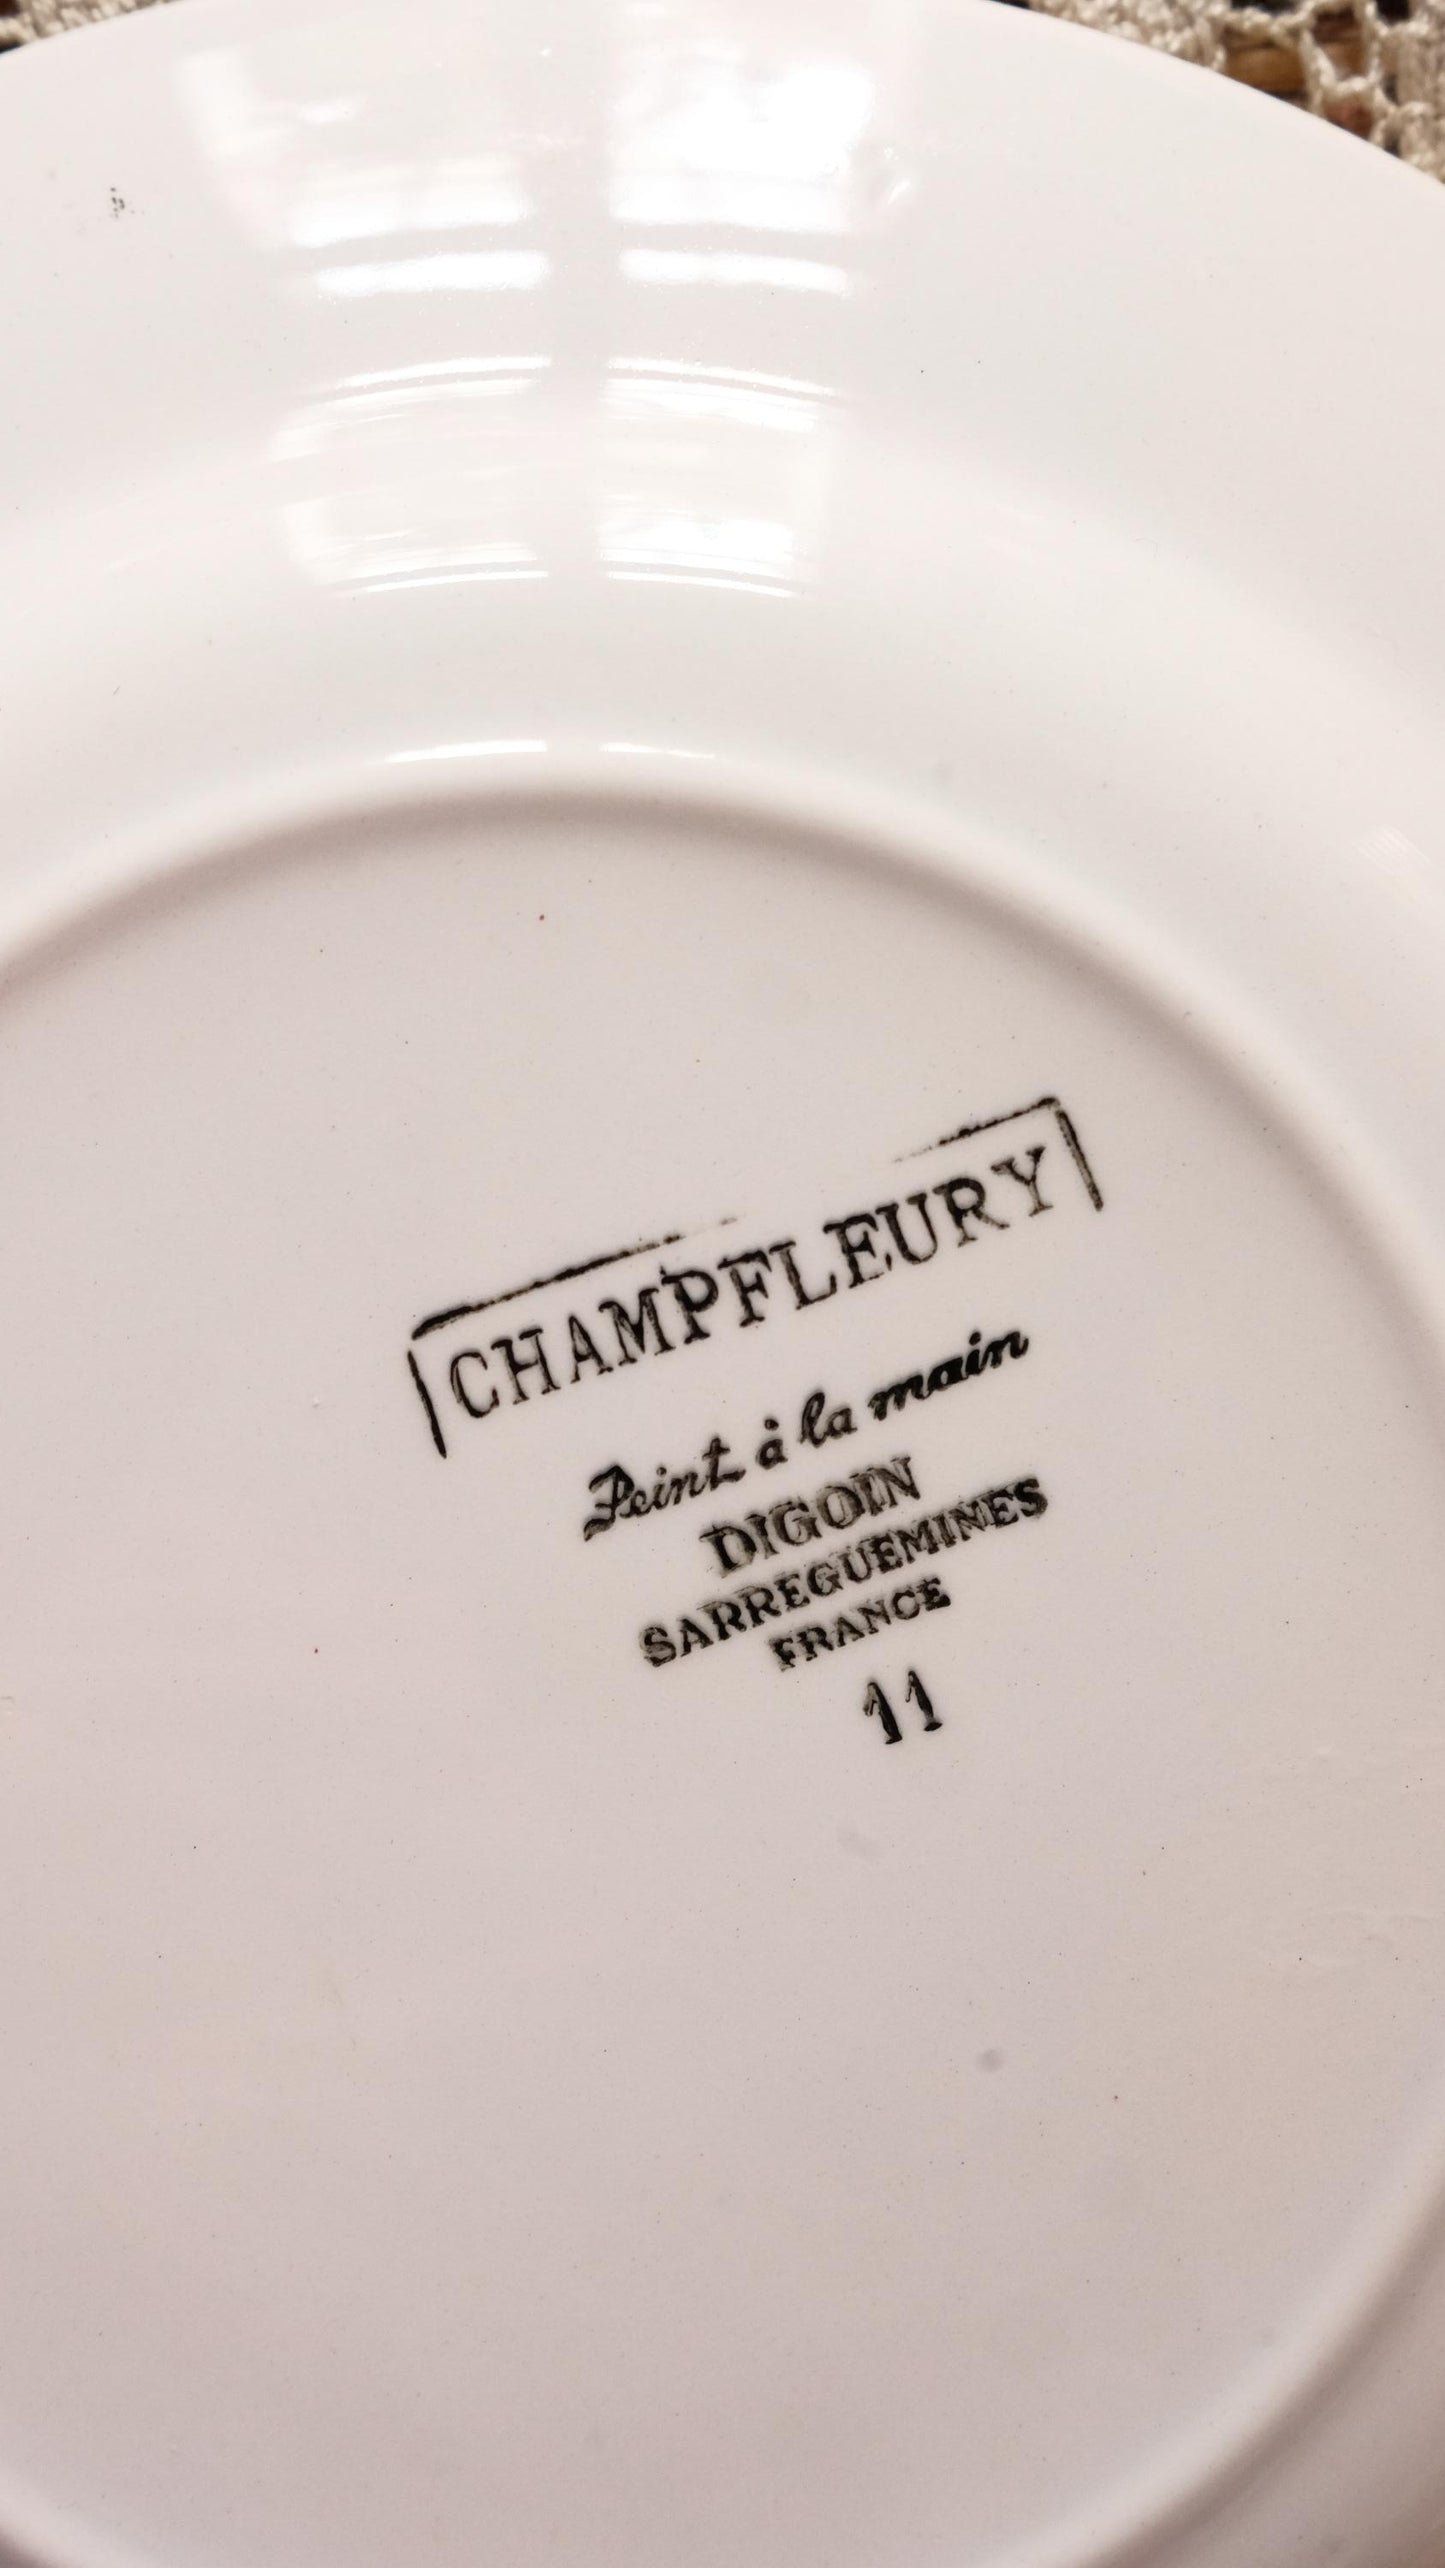 CHAMPFLEURY
Peint à la main
DIGOIN
SARREGUEMINES
FRANCE
11